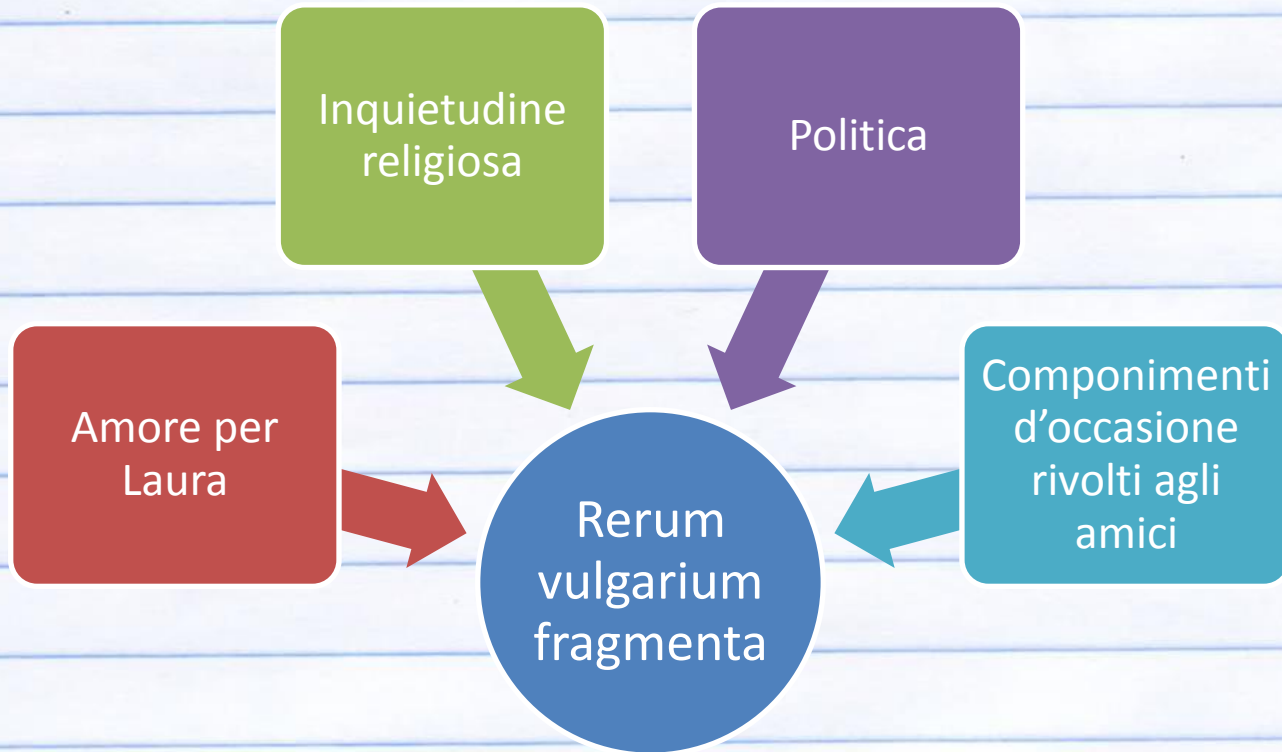 Inquietudine
religiosa
Politica
Amore per
Laura
Componimenti
d’occasione
rivolti agli
amici
Rerum
vulgarium
fragmenta